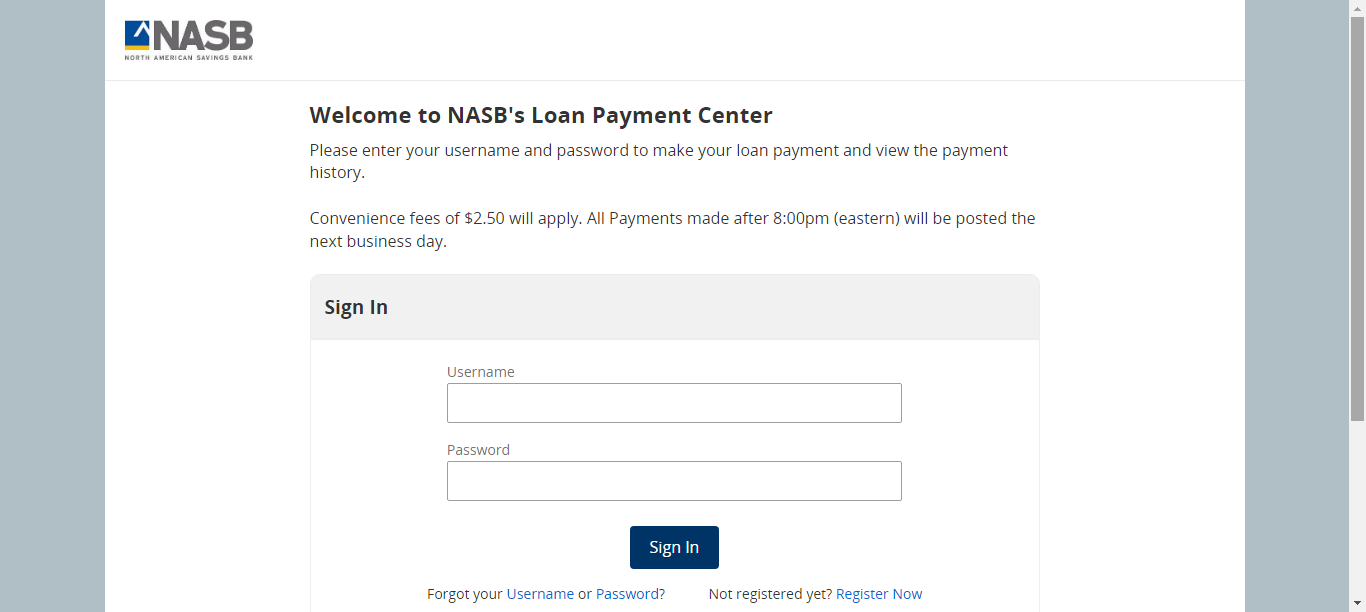 NASB
NORTH AMERICAN SAVINGS BANK
Welcome to NASB's Loan Payment Center
Please enter your username and password to make your loan payment and view the payment
history.
Convenience fees of $2.50 will apply. All Payments made after 8:00pm (eastern) will be posted the
next business day.
Sign In
Username
Password
Sign In
Forgot your Username or Password? Not registered yet? Register Now